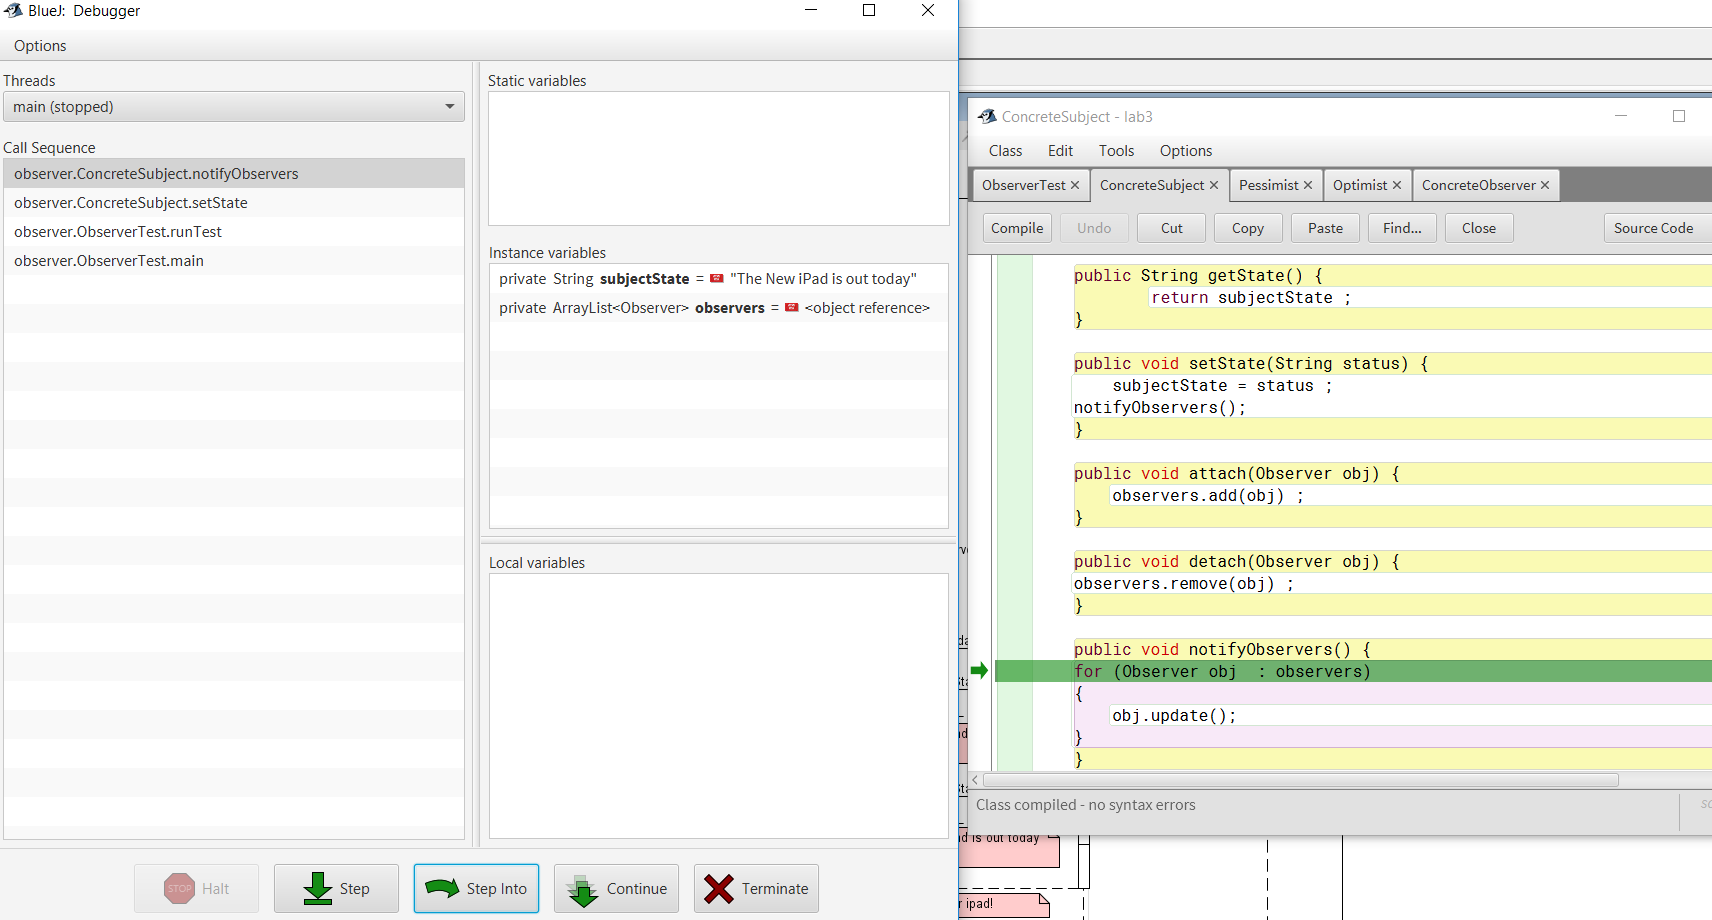 BlueJ: Debugger
Options
Threads
main (stopped)
Call Sequence
observer.ConcreteSubject.notifyObservers
observer.ConcreteSubject.setState
observer.ObserverTest.runTest
observer.ObserverTest.main
Static variables
Instance variables
private String subjectState = "The New iPad is out today"
private ArrayList<Observer> observers = <object reference>
Local variables
STOP Halt
Step
Step Into
Continue
Terminate
ConcreteSubject - lab3
Class Edit Tools Options
ObserverTest × ConcreteSubject × Pessimist × Optimist × ConcreteObserver ×
Compile Undo Cut Copy Paste Find... Close Source Code
public String getState() {
return subjectState ;
}
public void setState(String status) {
subjectState = status ;
notifyObservers();
}
public void attach(Observer obj) {
observers.add(obj) ;
}
public void detach(Observer obj) {
observers.remove(obj) ;
}
public void notifyObservers() {
for (Observer obj  : observers)
{
obj.update();
}
}
Class compiled - no syntax errors
is out today
ipad!